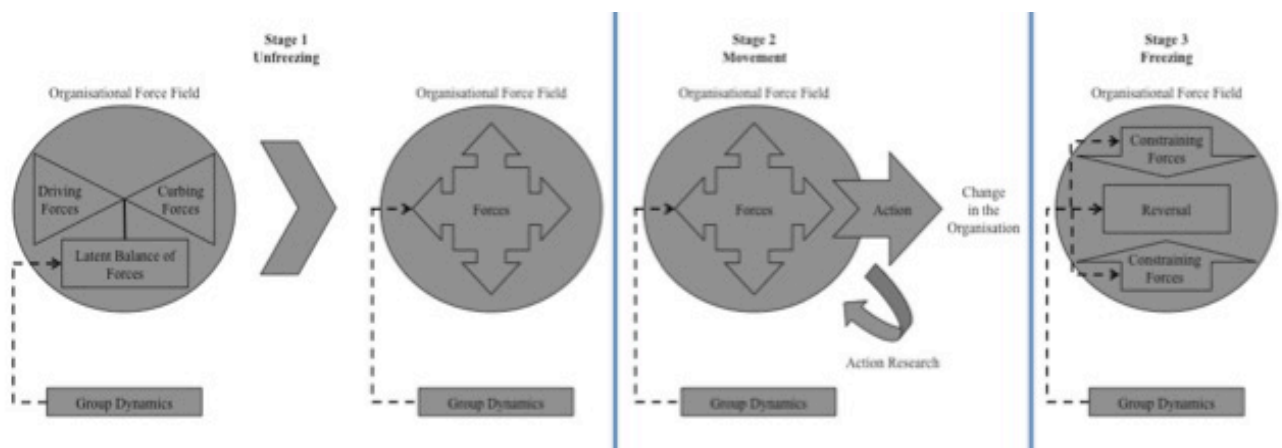 Stage 1
Unfreezing
Organisational Force Field
Driving
Forces
Curbing
Forces
Latent Balance of
Forces
Group Dynamics
Organisational Force Field
Forces
Group Dynamics
Stage 2
Movement
Organisational Force Field
Forces
Action
Change
in the
Organisation
Action Research
Group Dynamics
Stage 3
Freezing
Organisational Force Field
Constraining
Forces
Reversal
Constraining
Forces
Group Dynamics